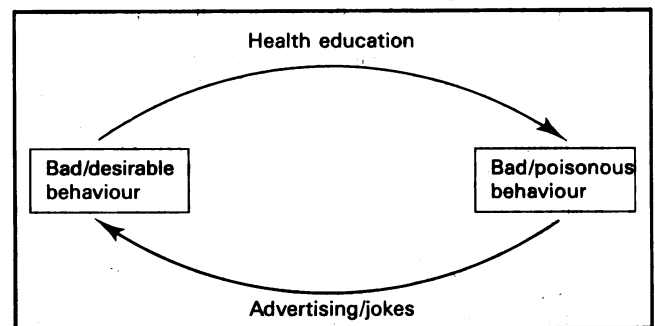 Health education
Bad/desirable
behaviour
Bad/poisonous
behaviour
Advertising/jokes